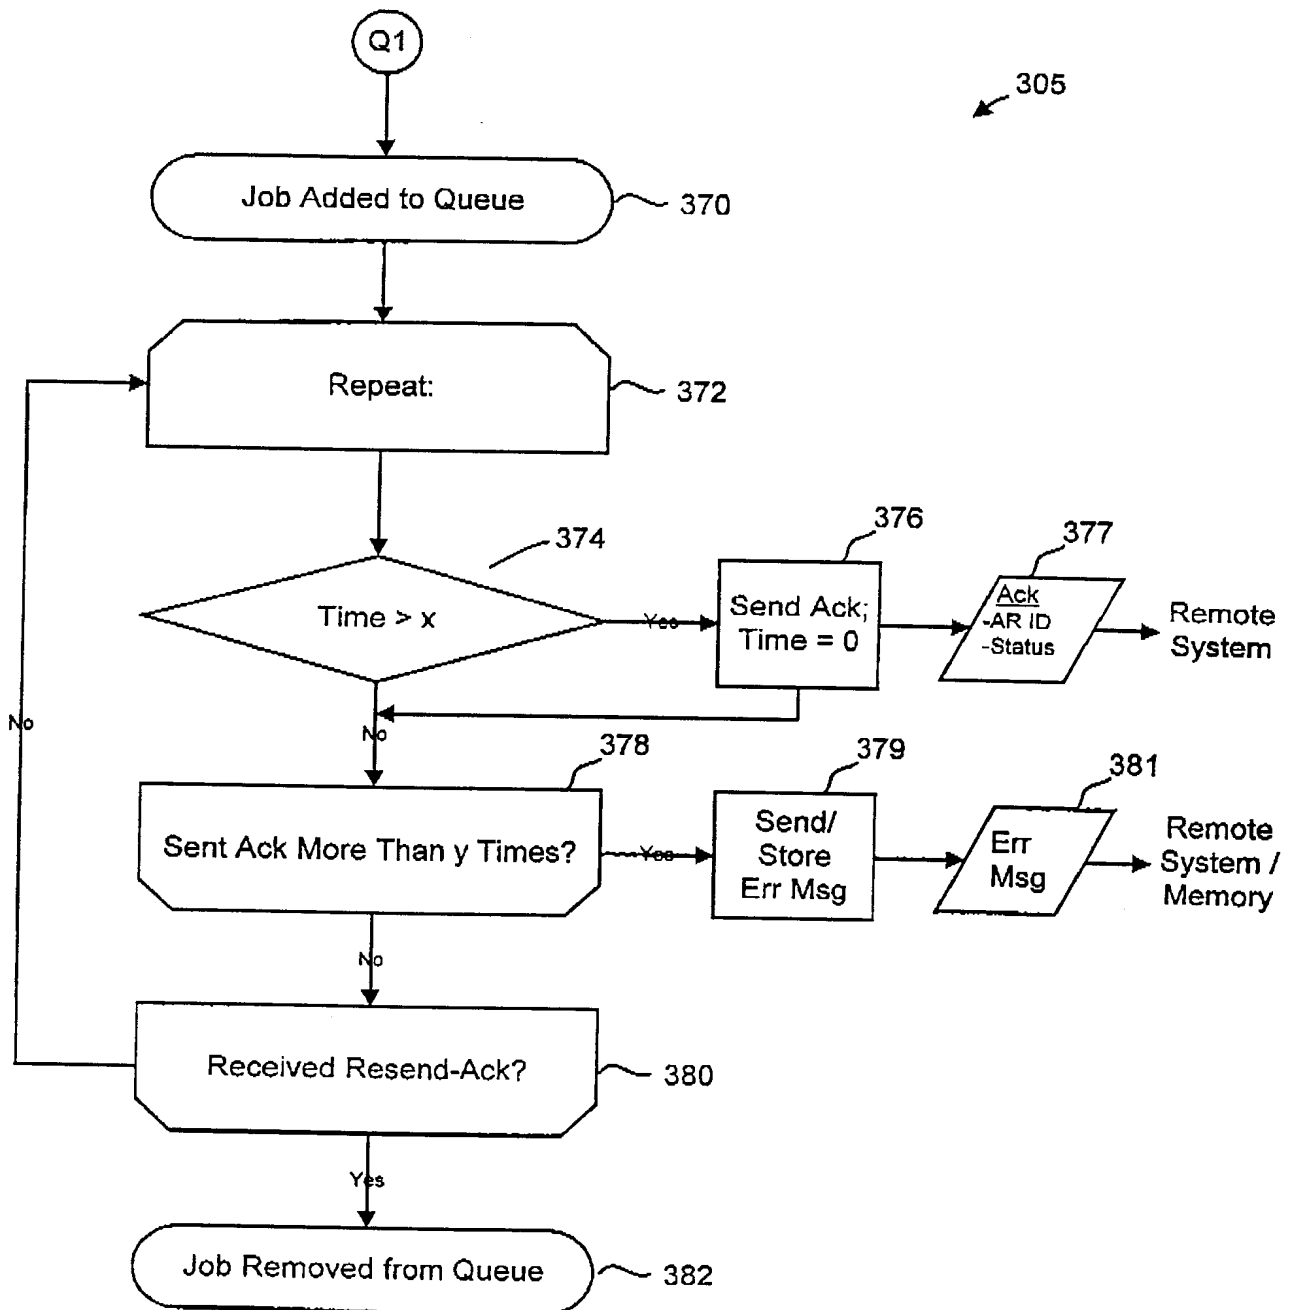 Q1
305
Job Added to Queue
370
Repeat:
372
374
376
377
Time > x
Yes
Send Ack;
Time = 0
Ack
-AR ID
-Status
Remote
System
No
No
378
379
381
Sent Ack More Than y Times?
Yes
Send/
Store
Err Msg
Err
Msg
Remote
System /
Memory
No
Received Resend-Ack?
380
Yes
Job Removed from Queue
382